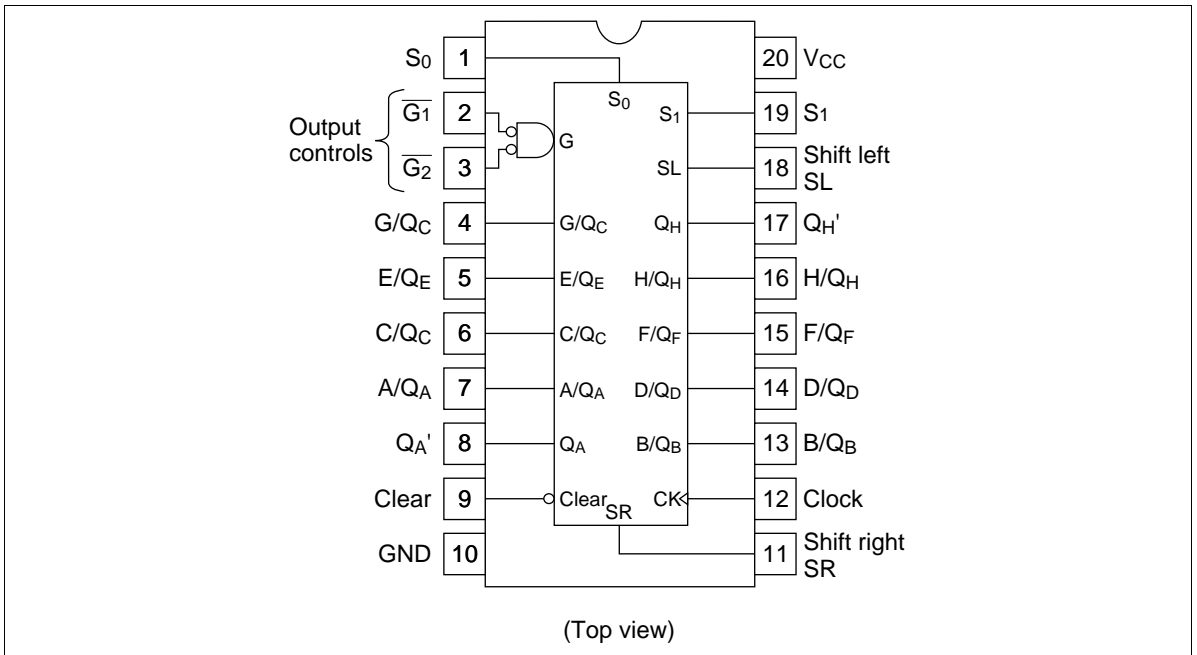 S0 1
G1 2
Output controls
G2 3
G/QC 4
E/QE 5
C/QC 6
A/QA 7
QA' 8
Clear 9
GND 10
S0
G
G/QC
E/QE
C/QC
A/QA
QA
Clear
SR
S1
SL
QH
H/QH
F/QF
D/QD
B/QB
CK
20 VCC
19 S1
18 Shift left
SL
17 QH'
16 H/QH
15 F/QF
14 D/QD
13 B/QB
12 Clock
11 Shift right
SR
(Top view)